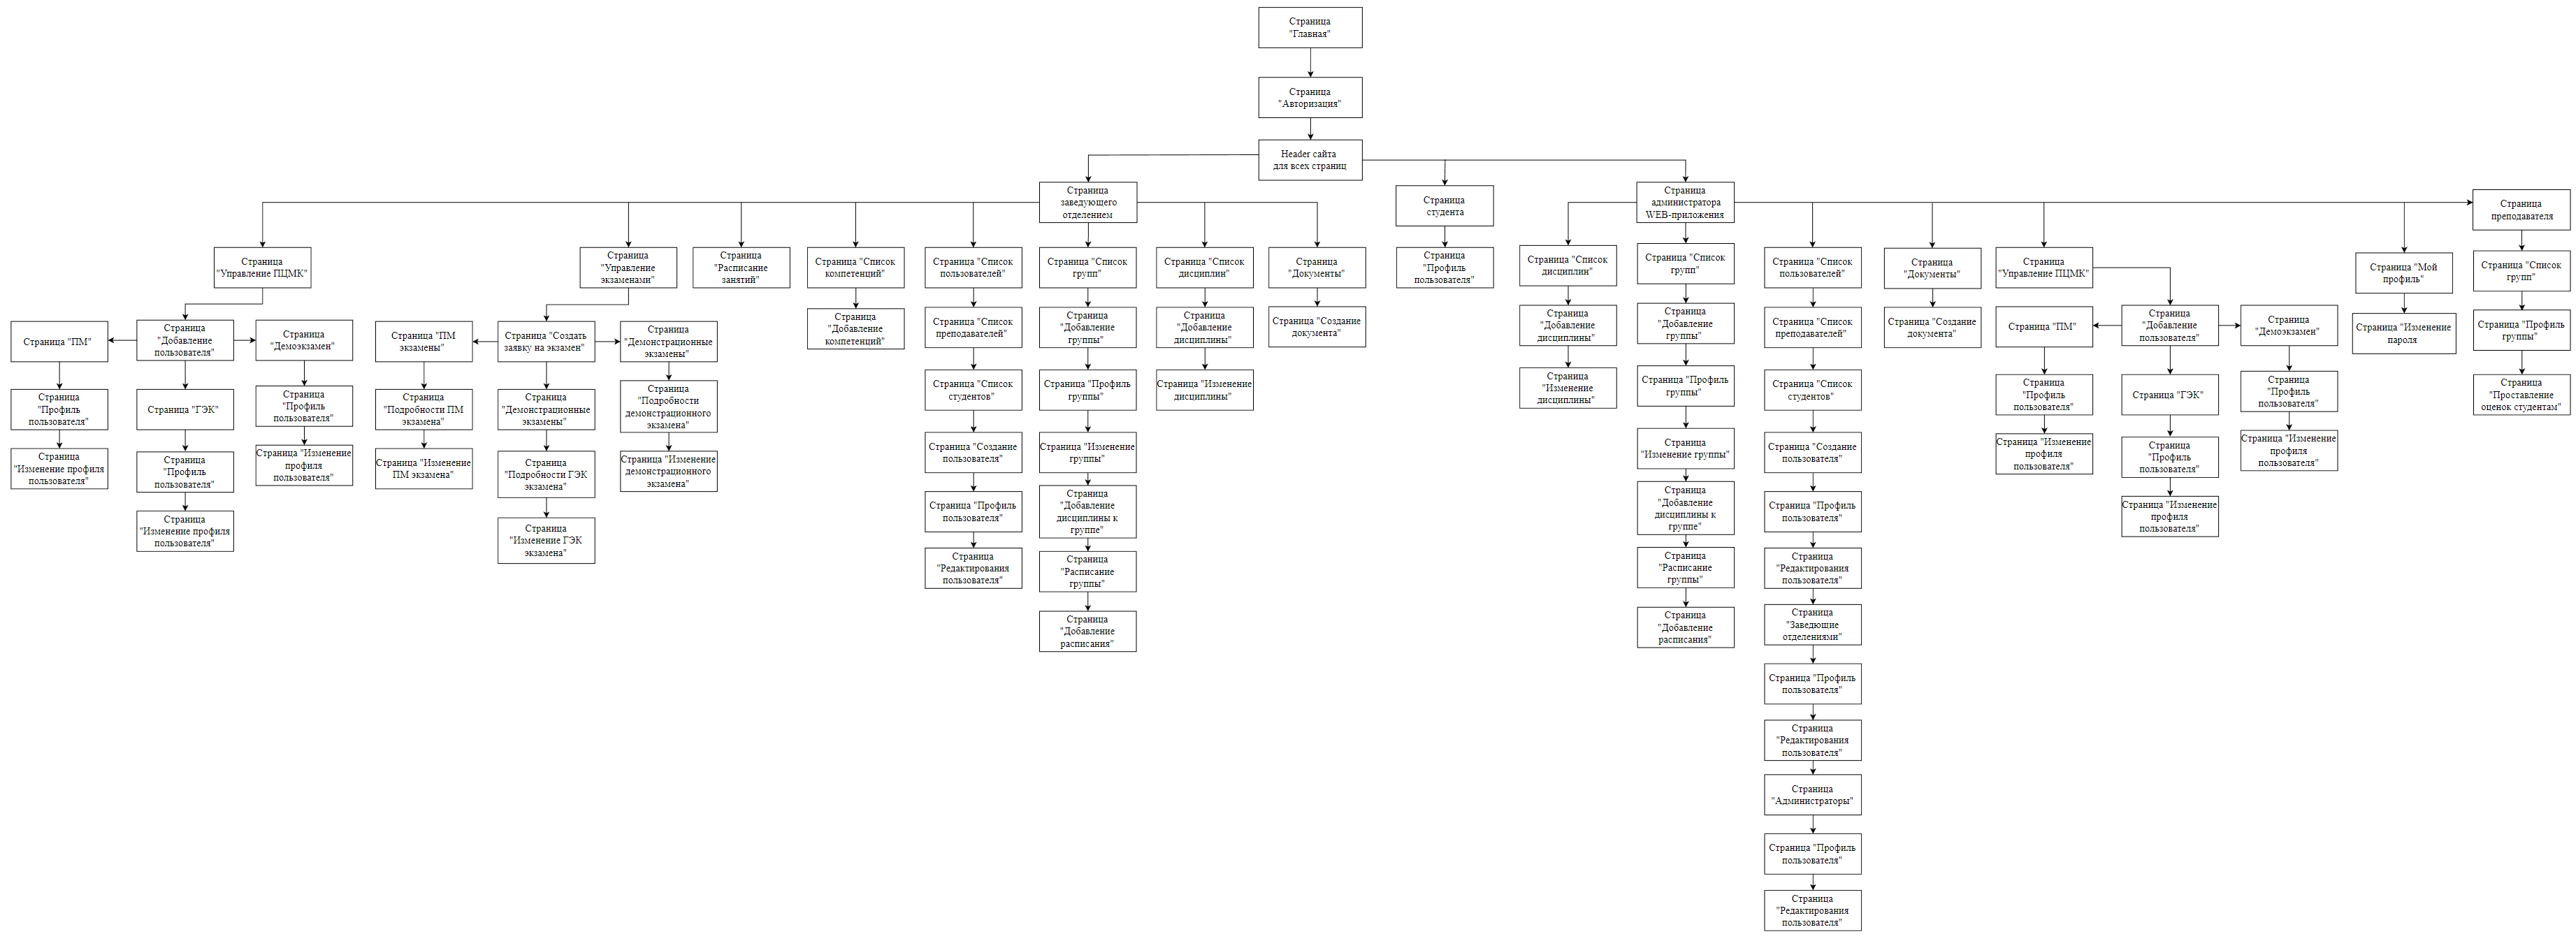 Страница
"Главная"
Страница
"Авторизация"
Header сайта
для всех страниц
Страница
заведующего
отделением
Страница
студента
Страница
администратора
WEB-приложения
Страница
преподавателя
Страница
"Управление ПЦМК"
Страница
"Управление
экзаменами"
Страница
"Расписание
занятий"
Страница "Список
компетенций"
Страница "Список
пользователей"
Страница "Список
групп"
Страница "Список
дисциплин"
Страница
"Документы"
Страница
"Профиль
пользователя"
Страница "Список
дисциплин"
Страница "Список
групп"
Страница "Список
пользователей"
Страница
"Документы"
Страница
"Управление ПЦМК"
Страница "Мой
профиль"
Страница "Список
групп"
Страница "ПМ"
Страница
"Добавление
пользователя"
Страница
"Демоэкзамен"
Страница "ПМ
экзамены"
Страница "Создать
заявку на экзамен"
Страница
"Демонстрационные
экзамены"
Страница
"Добавление
компетенций"
Страница "Список
преподавателей"
Страница
"Добавление
группы"
Страница
"Добавление
дисциплины"
Страница "Создание
документа"
Страница
"Добавление
дисциплины"
Страница
"Добавление
группы"
Страница "Список
преподавателей"
Страница "Создание
документа"
Страница "ПМ"
Страница
"Добавление
пользователя"
Страница
"Демоэкзамен"
Страница "Изменение
пароля
Страница "Профиль
группы"
Страница
"Профиль
пользователя"
Страница "ГЭК"
Страница
"Профиль
пользователя"
Страница
"Подробности ПМ
экзамена"
Страница
"Демонстрационные
экзамены"
Страница
"Подробности
демонстрационного
экзамена"
Страница "Список
студентов"
Страница "Профиль
группы"
Страница "Изменение
дисциплины"
Страница
"Изменение
дисциплины"
Страница "Профиль
группы"
Страница "Список
студентов"
Страница
"Профиль
пользователя"
Страница "ГЭК"
Страница
"Профиль
пользователя"
Страница
"Проставление
оценок студентам"
Страница
"Изменение профиля
пользователя"
Страница
"Профиль
пользователя"
Страница "Изменение
профиля
пользователя"
Страница "Изменение
ПМ экзамена"
Страница
"Подробности ГЭК
экзамена"
Страница "Изменение
демонстрационного
экзамена"
Страница "Создание
пользователя"
Страница "Изменение
группы"
Страница
"Изменение группы"
Страница "Создание
пользователя"
Страница "Изменение
профиля
пользователя"
Страница
"Профиль
пользователя"
Страница "Изменение
профиля
пользователя"
Страница
"Изменение профиля
пользователя"
Страница
"Изменение ГЭК
экзамена"
Страница "Профиль
пользователя"
Страница
"Добавление
дисциплины к
группе"
Страница
"Добавление
дисциплины к
группе"
Страница "Профиль
пользователя"
Страница "Изменение
профиля
пользователя"
Страница
"Редактирования
пользователя"
Страница
"Расписание
группы"
Страница
"Расписание
группы"
Страница
"Редактирования
пользователя"
Страница
"Добавление
расписания"
Страница
"Добавление
расписания"
Страница
"Заведющие
отделениями"
Страница "Профиль
пользователя"
Страница
"Редактирования
пользователя"
Страница
"Администраторы"
Страница "Профиль
пользователя"
Страница
"Редактирования
пользователя"